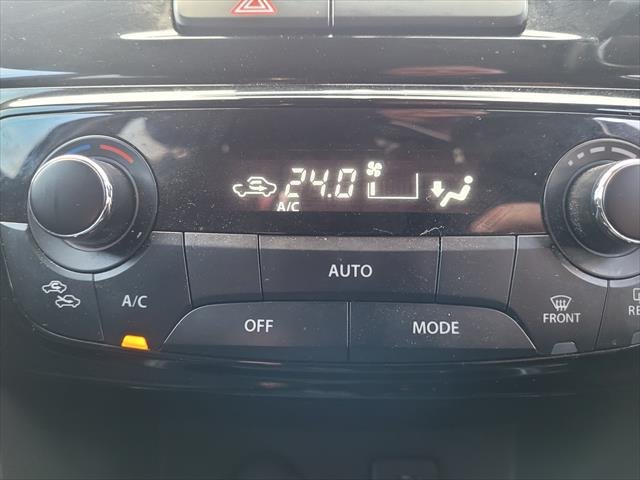 24.0
A/C
AUTO
A/C
OFF
MODE
FRONT